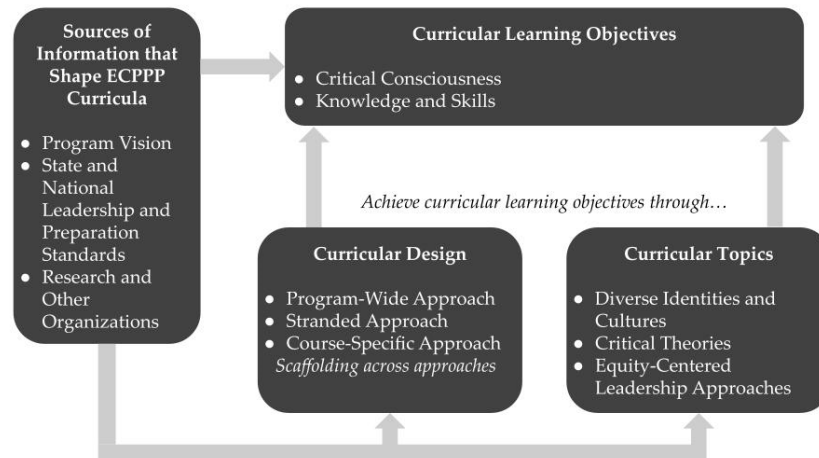 Sources of
Information that
Shape ECPPP
Curricula
● Program Vision
● State and
National
Leadership and
Preparation
Standards
● Research and
Other
Organizations
Curricular Learning Objectives
● Critical Consciousness
● Knowledge and Skills
Achieve curricular learning objectives through…
Curricular Design
● Program-Wide Approach
● Stranded Approach
● Course-Specific Approach
Scaffolding across approaches
Curricular Topics
● Diverse Identities and
Cultures
● Critical Theories
● Equity-Centered
Leadership Approaches